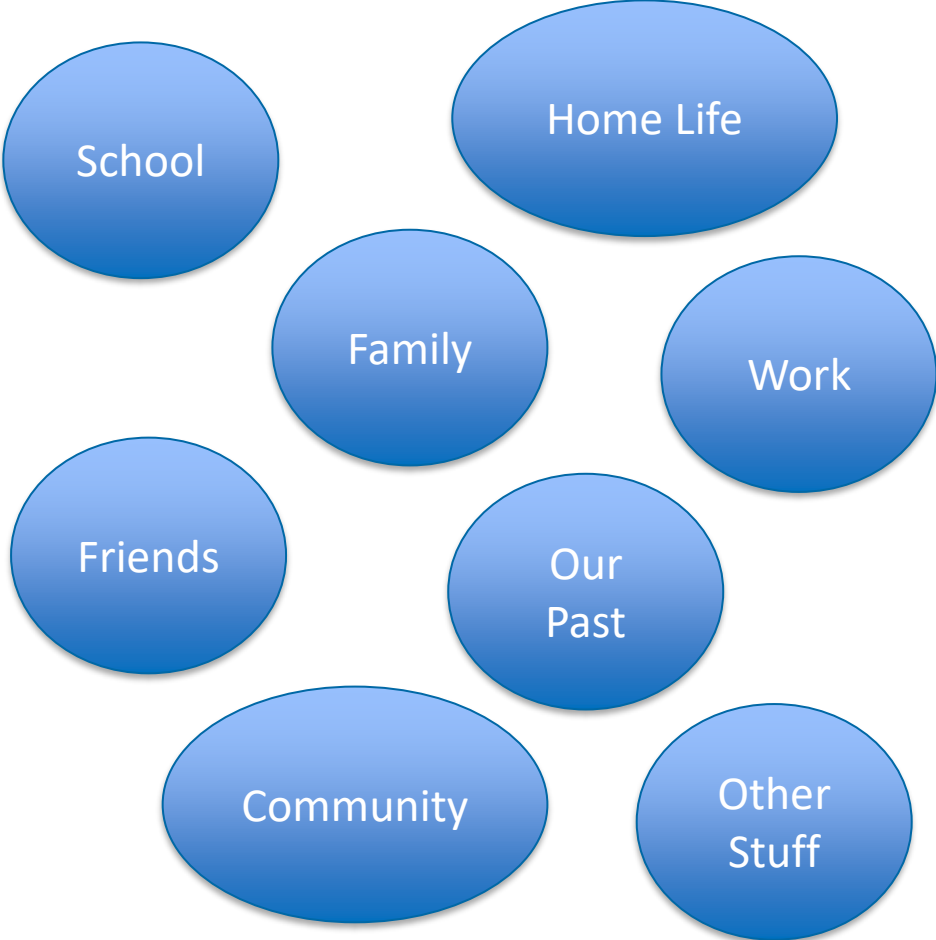 School
Home Life
Family
Work
Friends
Our
Past
Community
Other
Stuff